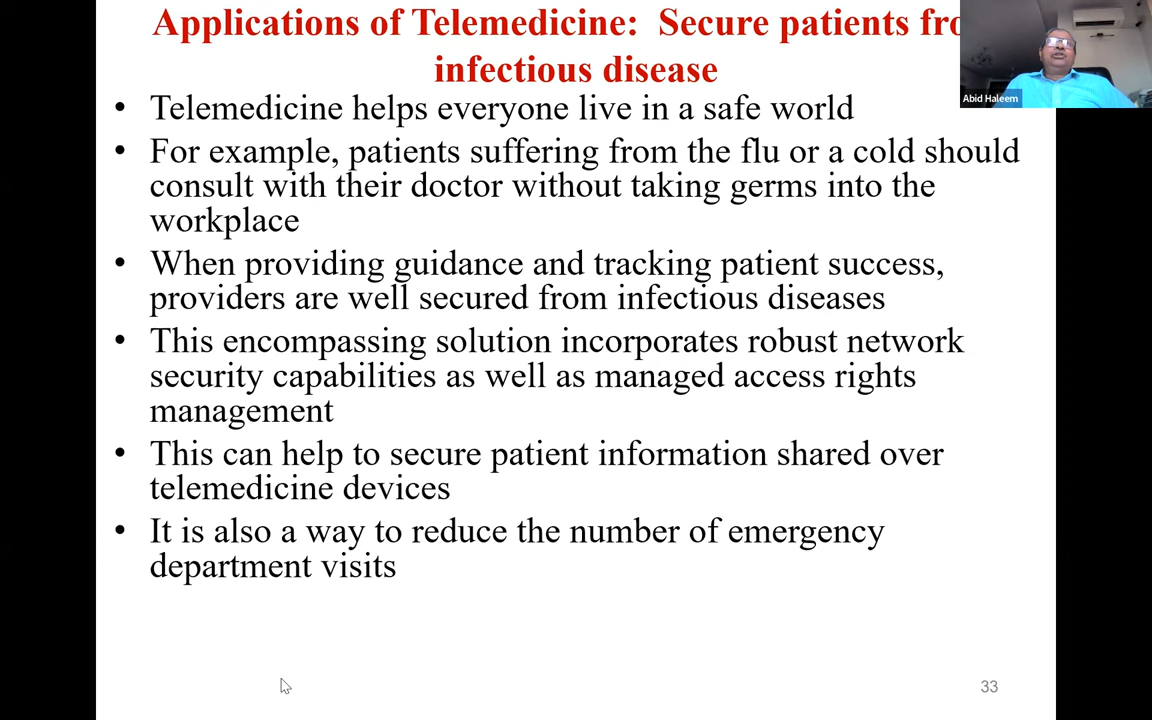 Applications of Telemedicine: Secure patients
infectious disease
Abid Haleem
• Telemedicine helps everyone live in a safe world
• For example, patients suffering from the flu or a cold should
consult with their doctor without taking germs into the
workplace
• When providing guidance and tracking patient success,
providers are well secured from infectious diseases
• This encompassing solution incorporates robust network
security capabilities as well as managed access rights
management
• This can help to secure patient information shared over
telemedicine devices
• It is also a way to reduce the number of emergency
department visits
33